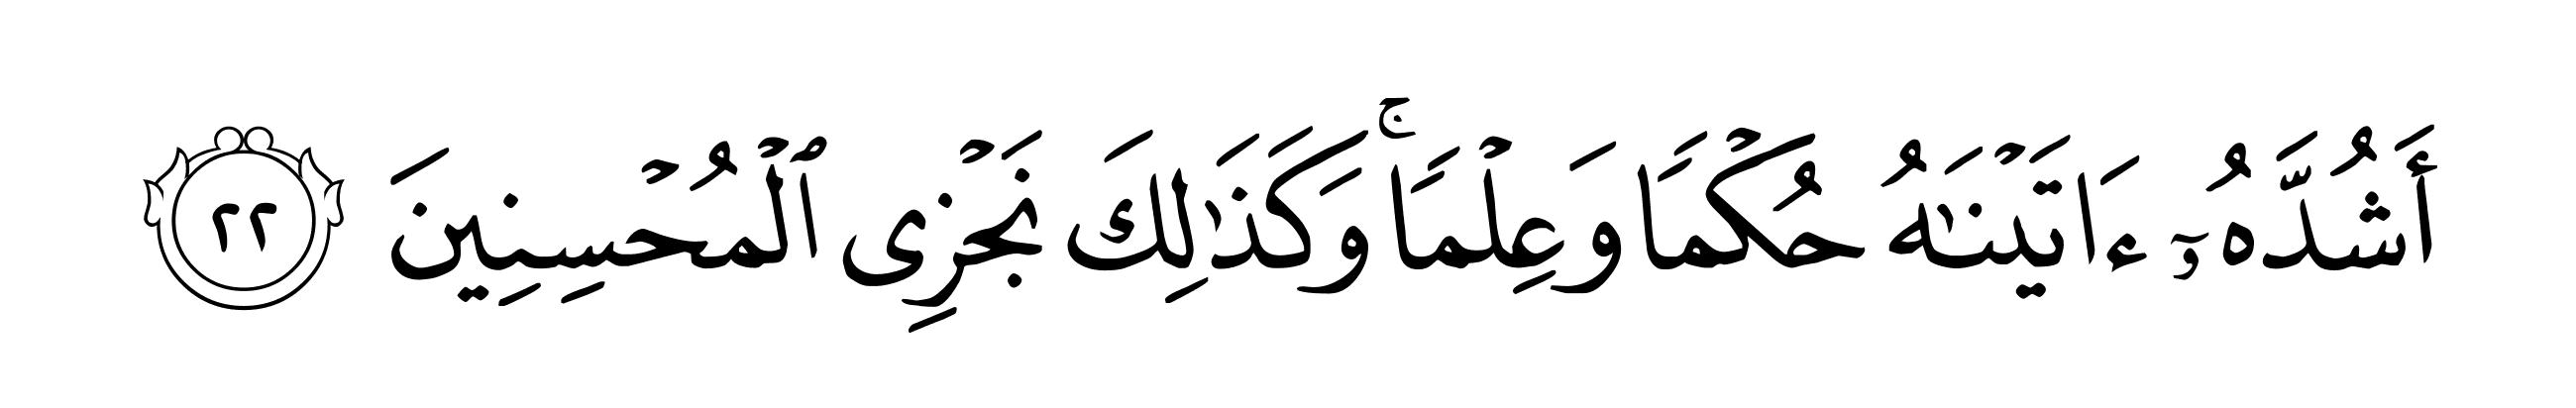 أَشُدَّهُۥٓ ءَاتَيۡنَٰهُ حُكۡمًا وَعِلۡمًاۚ وَكَذَٰلِكَ نَجۡزِي ٱلۡمُحۡسِنِينَ ٢٢